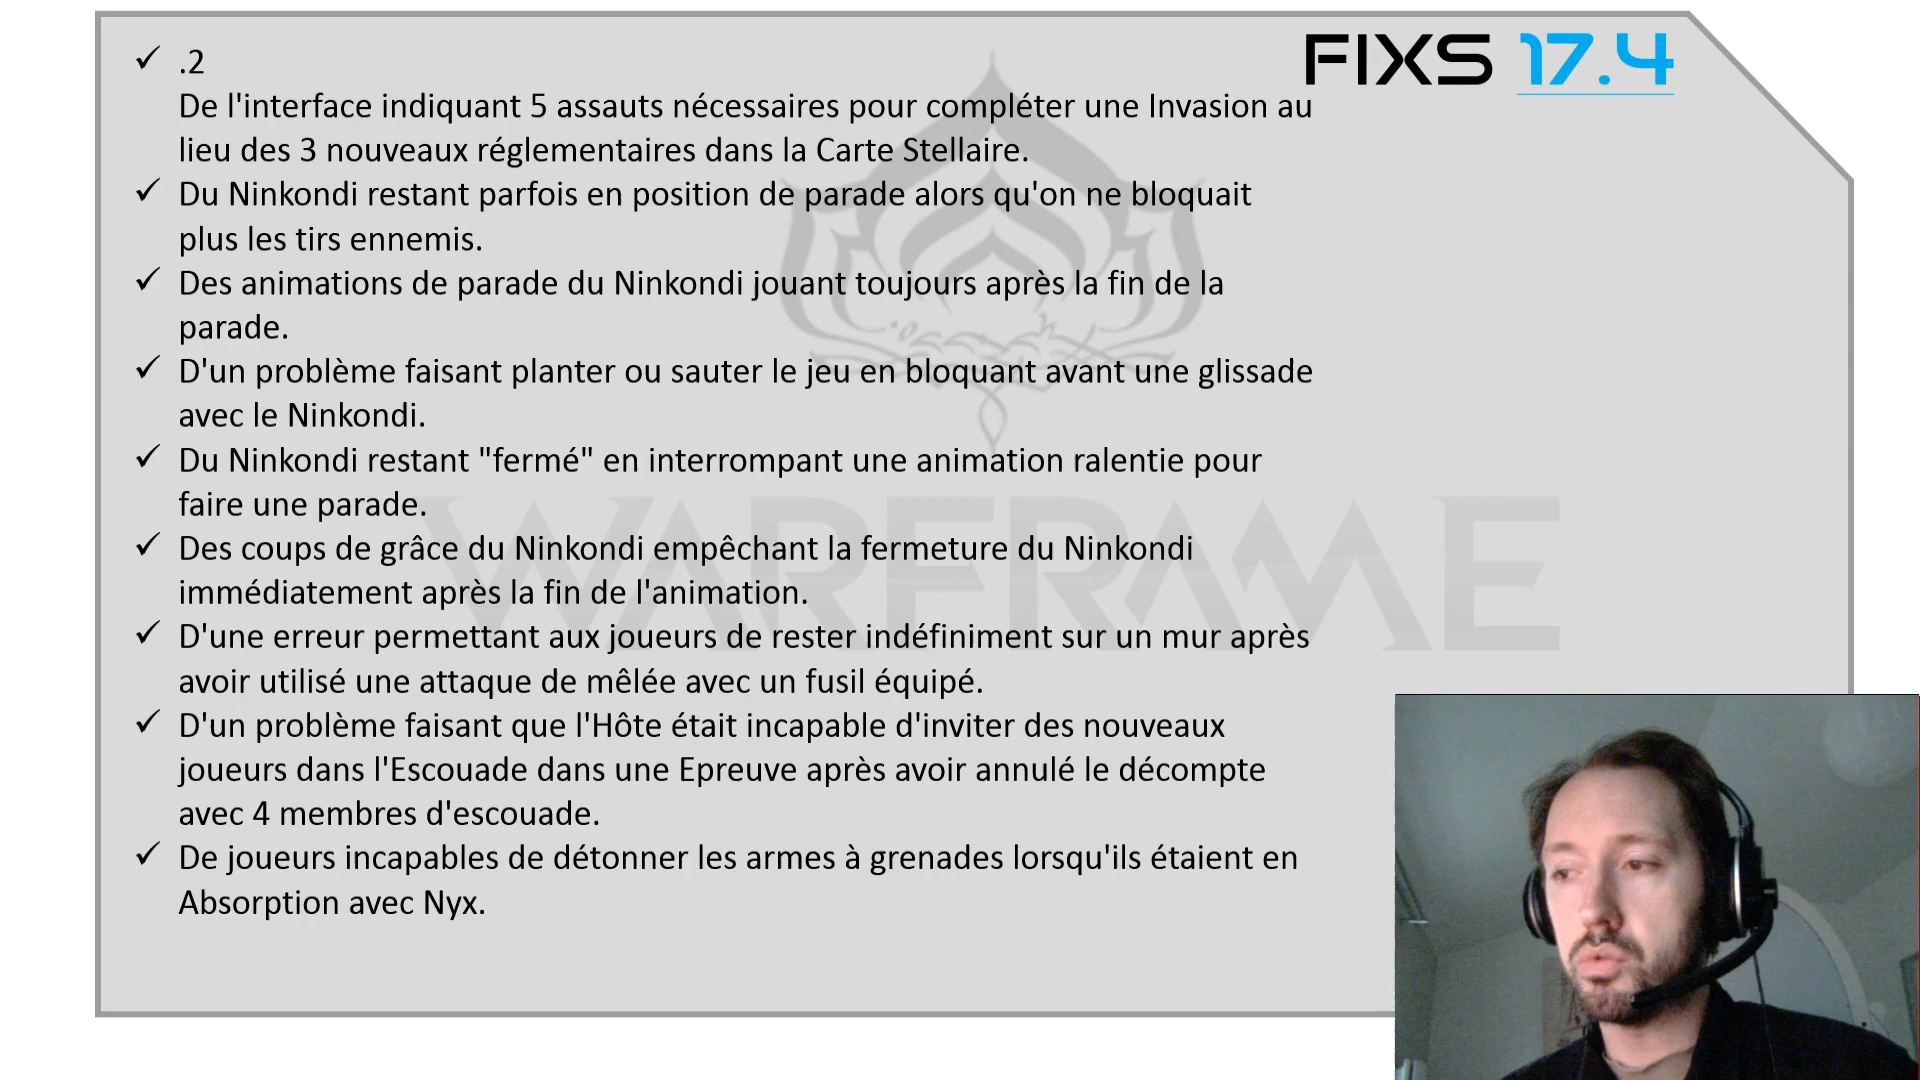 FIXS 17.4
.2
De l'interface indiquant 5 assauts nécessaires pour compléter une Invasion au
lieu des 3 nouveaux réglementaires dans la Carte Stellaire.
Du Ninkondi restant parfois en position de parade alors qu'on ne bloquait
plus les tirs ennemis.
Des animations de parade du Ninkondi jouant toujours après la fin de la
parade.
D'un problème faisant planter ou sauter le jeu en bloquant avant une glissade
avec le Ninkondi.
Du Ninkondi restant "fermé" en interrompant une animation ralentie pour
faire une parade.
Des coups de grâce du Ninkondi empêchant la fermeture du Ninkondi
immédiatement après la fin de l'animation.
D'une erreur permettant aux joueurs de rester indéfiniment sur un mur après
avoir utilisé une attaque de mêlée avec un fusil équipé.
D'un problème faisant que l'Hôte était incapable d'inviter des nouveaux
joueurs dans l'Escouade dans une Epreuve après avoir annulé le décompte
avec 4 membres d'escouade.
De joueurs incapables de détonner les armes à grenades lorsqu'ils étaient en
Absorption avec Nyx.
WARFRAME